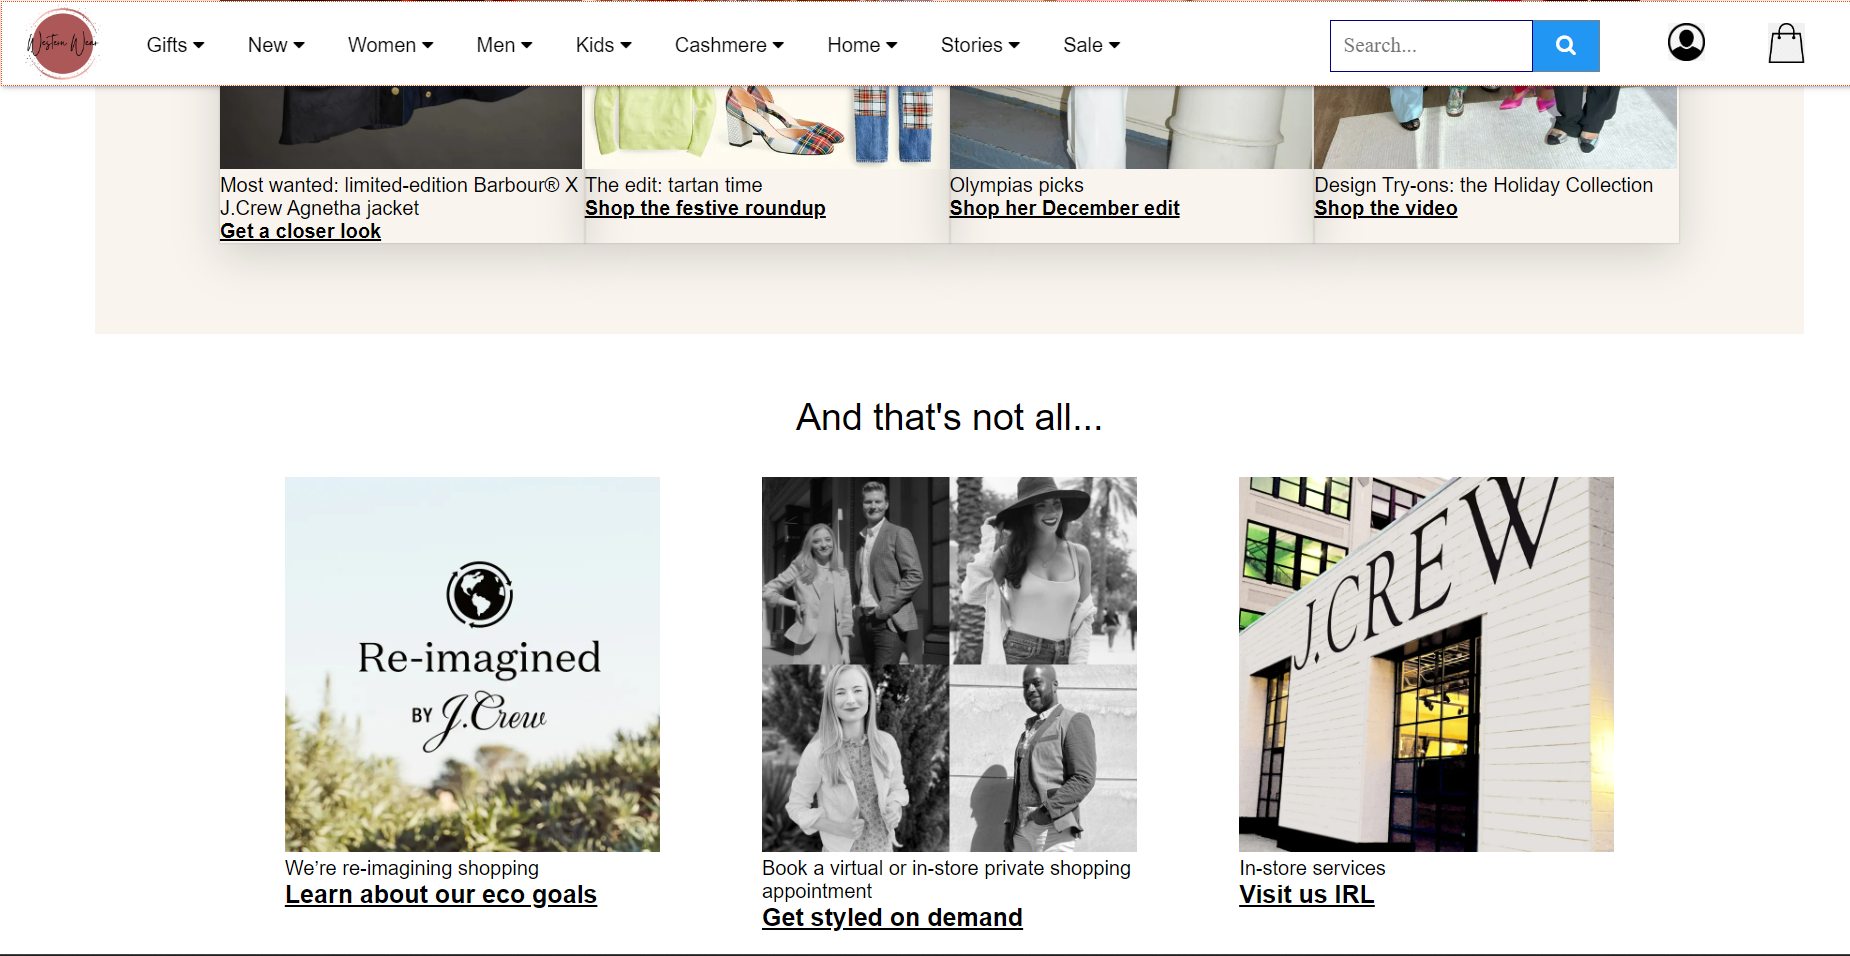 Western Wear
Gifts New Women Men Kids Cashmere Home Stories Sale Search...
Most wanted: limited-edition Barbour® X
J.Crew Agnetha jacket
Get a closer look
The edit: tartan time
Shop the festive roundup
Olympias picks
Shop her December edit
Design Try-ons: the Holiday Collection
Shop the video
And that's not all...
Re-imagined
BY J.Crew
J.CREW
We’re re-imagining shopping
Learn about our eco goals
Book a virtual or in-store private shopping
appointment
Get styled on demand
In-store services
Visit us IRL